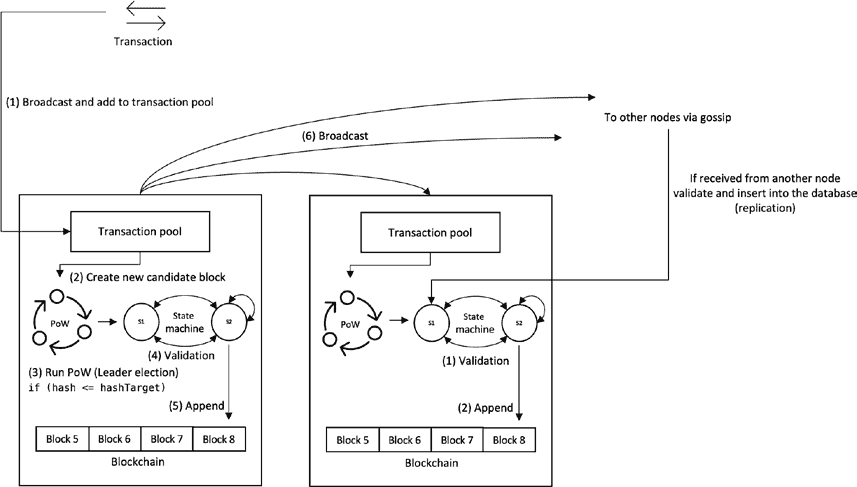 Transaction
(1) Broadcast and add to transaction pool
(6) Broadcast
To other nodes via gossip
If received from another node
validate and insert into the database
(replication)
Transaction pool
(2) Create new candidate block
PoW
S1
State
machine
S2
(4) Validation
(3) Run PoW (Leader election)
if (hash <= hashTarget)
(5) Append
Block 5
Block 6
Block 7
Block 8
Blockchain
Transaction pool
PoW
S1
State
machine
S2
(1) Validation
(2) Append
Block 5
Block 6
Block 7
Block 8
Blockchain